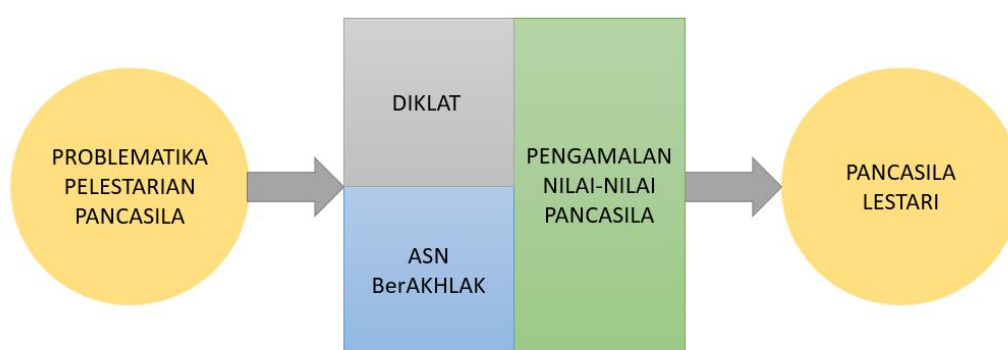 PROBLEMATIKA
PELESTARIAN
PANCASILA
DIKLAT
ASN
BerAKHLAK
PENGAMALAN
NILAI-NILAI
PANCASILA
PANCASILA
LESTARI